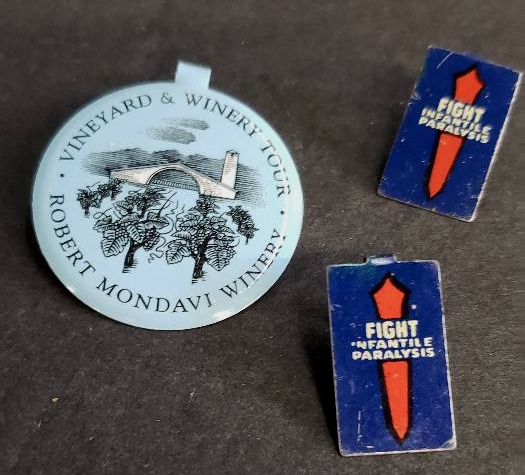 · VINEYARD & WINERY TOUR ·
ROBERT MONDAVI WINERY
FIGHT
INFANTILE
PARALYSIS
FIGHT
INFANTILE
PARALYSIS